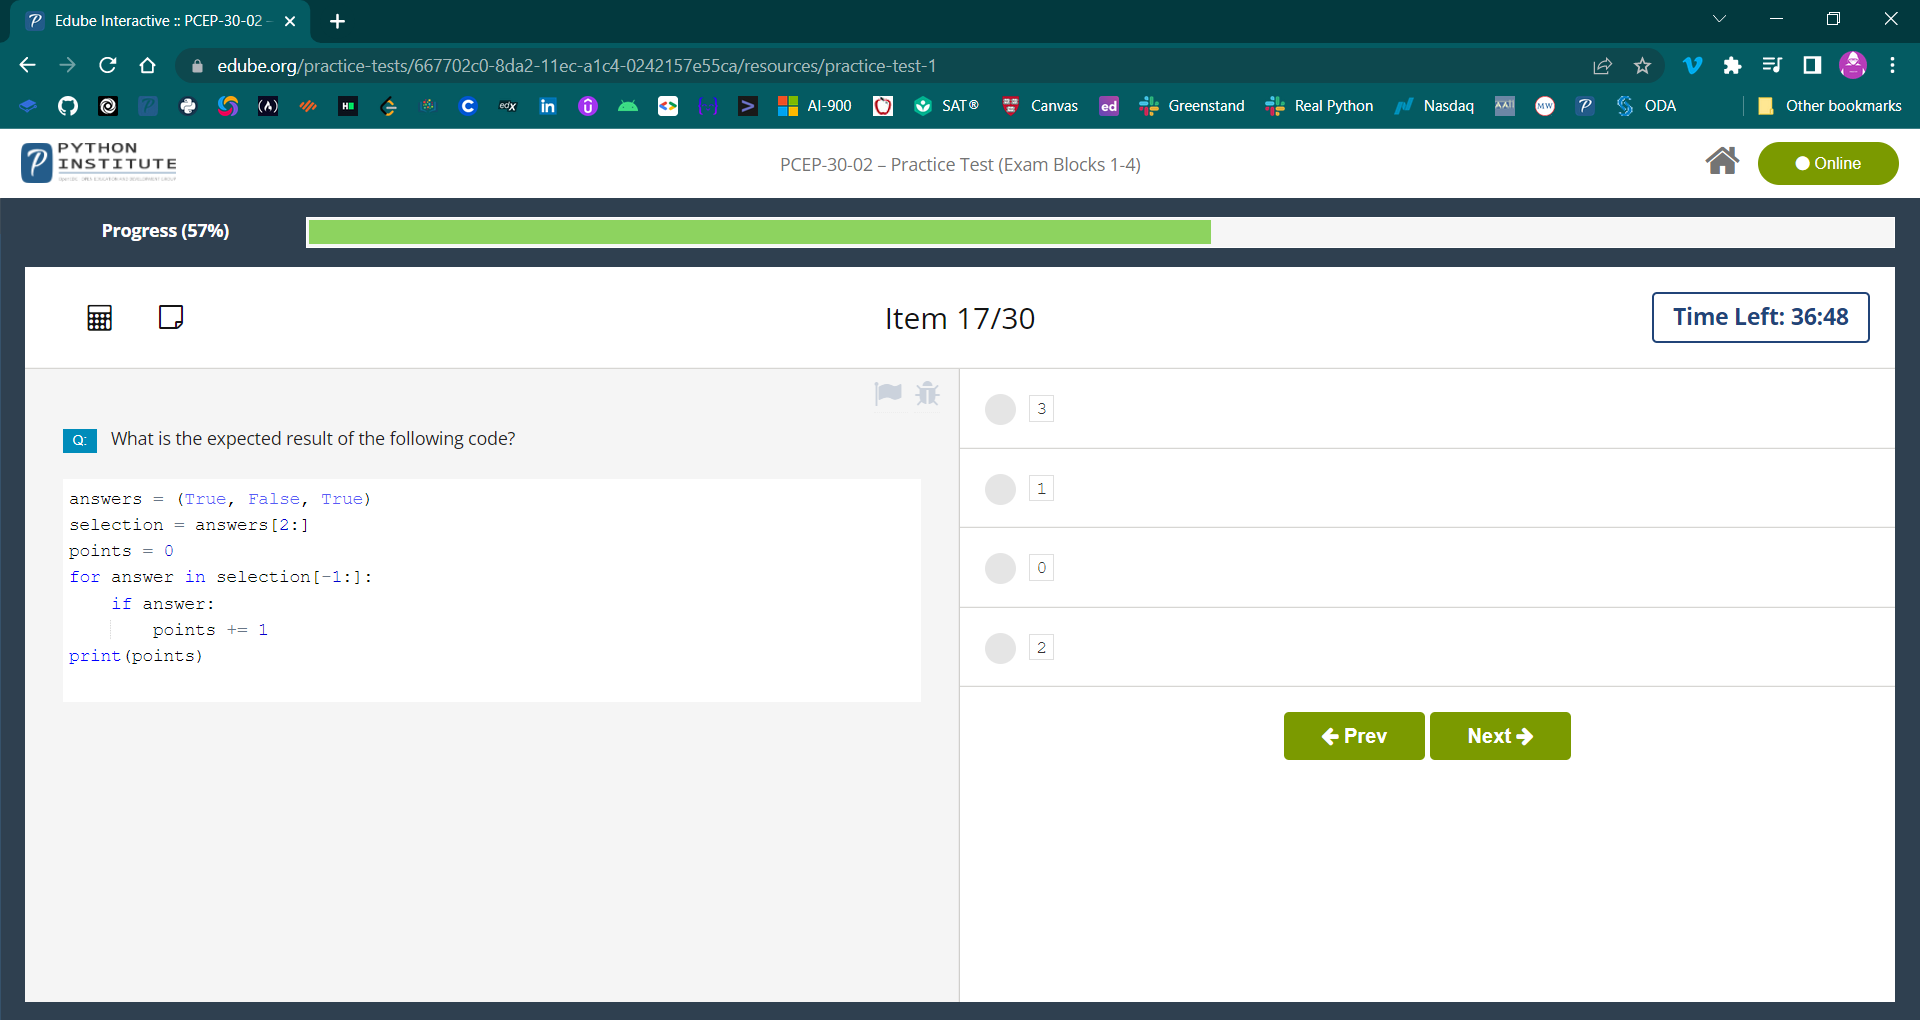 Edube Interactive :: PCEP-30-02 -
edube.org/practice-tests/667702c0-8da2-11ec-a1c4-0242157e55ca/resources/practice-test-1
AI-900
SAT®
Canvas
ed
Greenstand
Real Python
Nasdaq
MW
ODA
Other bookmarks
PYTHON
INSTITUTE
PCEP-30-02 – Practice Test (Exam Blocks 1-4)
Online
Progress (57%)
Item 17/30
Time Left: 36:48
Q: What is the expected result of the following code?
answers = (True, False, True)
selection = answers[2:]
points = 0
for answer in selection[-1:]:
    if answer:
        points += 1
print(points)
3
1
0
2
Prev
Next